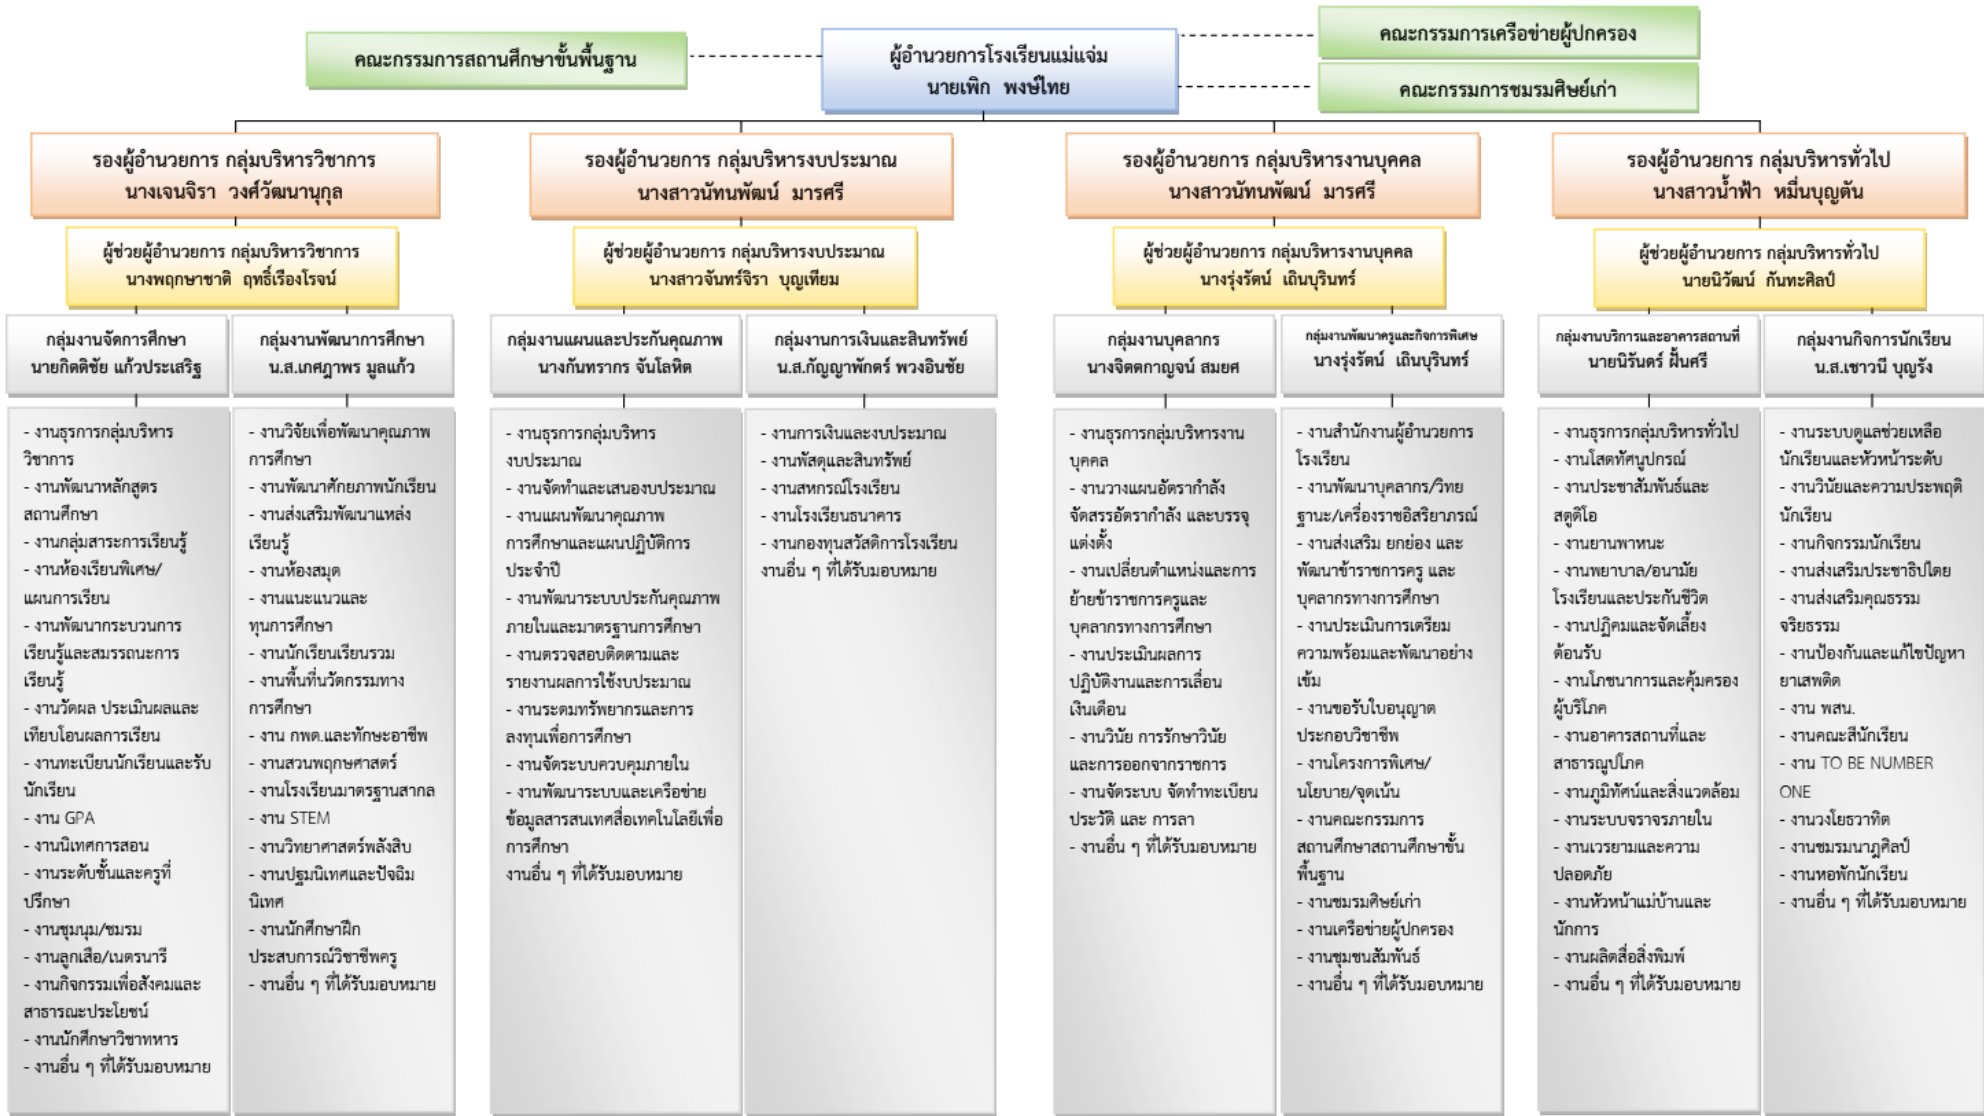 คณะกรรมการสถานศึกษาขั้นพื้นฐาน
ผู้อำนวยการโรงเรียนแม่แจ่ม
นายเพิก พงษ์ไทย
คณะกรรมการเครือข่ายผู้ปกครอง
คณะกรรมการชมรมศิษย์เก่า
รองผู้อำนวยการ กลุ่มบริหารวิชาการ
นางเจนจิรา วงศ์วัฒนานุกุล
รองผู้อำนวยการ กลุ่มบริหารงบประมาณ
นางสาวนัทนพัฒน์ มารศรี
รองผู้อำนวยการ กลุ่มบริหารงานบุคคล
นางสาวนัทนพัฒน์ มารศรี
รองผู้อำนวยการ กลุ่มบริหารทั่วไป
นางสาวน้ำฟ้า หมื่นบุญตัน
ผู้ช่วยผู้อำนวยการ กลุ่มบริหารวิชาการ
นางพฤกษาชาติ ฤทธิ์เรืองโรจน์
ผู้ช่วยผู้อำนวยการ กลุ่มบริหารงบประมาณ
นางสาวจันทร์จิรา บุญเทียม
ผู้ช่วยผู้อำนวยการ กลุ่มบริหารงานบุคคล
นางรุ่งรัตน์ เถินบุรินทร์
ผู้ช่วยผู้อำนวยการ กลุ่มบริหารทั่วไป
นายนิวัฒน์ กันทะศิลป์
กลุ่มงานจัดการศึกษา
นายกิตติชัย แก้วประเสริฐ
กลุ่มงานพัฒนาการศึกษา
น.ส.เกศฎาพร มูลแก้ว
กลุ่มงานแผนและประกันคุณภาพ
นางกันทรากร จันโลหิต
กลุ่มงานการเงินและสินทรัพย์
น.ส.กัญญาพักตร์ พวงอินชัย
กลุ่มงานบุคลากร
นางจิตตกาญจน์ สมยศ
กลุ่มงานพัฒนาครูและกิจการพิเศษ
นางรุ่งรัตน์ เถินบุรินทร์
กลุ่มงานบริการและอาคารสถานที่
นายนิรันดร์ ฝั้นศรี
กลุ่มงานกิจการนักเรียน
น.ส.เชาวนี บุญรัง
- งานธุรการกลุ่มบริหาร
วิชาการ
- งานพัฒนาหลักสูตร
สถานศึกษา
- งานกลุ่มสาระการเรียนรู้
- งานห้องเรียนพิเศษ/
แผนการเรียน
- งานพัฒนากระบวนการ
เรียนรู้และสมรรถนะการ
เรียนรู้
- งานวัดผล ประเมินผลและ
เทียบโอนผลการเรียน
- งานทะเบียนนักเรียนและรับ
นักเรียน
- งาน GPA
- งานนิเทศการสอน
- งานระดับชั้นและครูที่
ปรึกษา
- งานชุมนุม/ชมรม
- งานลูกเสือ/เนตรนารี
- งานกิจกรรมเพื่อสังคมและ
สาธารณะประโยชน์
- งานนักศึกษาวิชาทหาร
- งานอื่น ๆ ที่ได้รับมอบหมาย
- งานวิจัยเพื่อพัฒนาคุณภาพ
การศึกษา
- งานพัฒนาศักยภาพนักเรียน
- งานส่งเสริมพัฒนาแหล่ง
เรียนรู้
- งานห้องสมุด
- งานแนะแนวและ
ทุนการศึกษา
- งานนักเรียนเรียนรวม
- งานพื้นที่นวัตกรรมทาง
การศึกษา
- งาน กพด.และทักษะอาชีพ
- งานสวนพฤกษศาสตร์
- งานโรงเรียนมาตรฐานสากล
- งาน STEM
- งานวิทยาศาสตร์พลังสิบ
- งานปฐมนิเทศและปัจฉิม
นิเทศ
- งานนักศึกษาฝึก
ประสบการณ์วิชาชีพครู
- งานอื่น ๆ ที่ได้รับมอบหมาย
- งานธุรการกลุ่มบริหาร
งบประมาณ
- งานจัดทำและเสนองบประมาณ
- งานแผนพัฒนาคุณภาพ
การศึกษาและแผนปฏิบัติการ
ประจำปี
- งานพัฒนาระบบประกันคุณภาพ
ภายในและมาตรฐานการศึกษา
- งานตรวจสอบติดตามและ
รายงานผลการใช้งบประมาณ
- งานระดมทรัพยากรและการ
ลงทุนเพื่อการศึกษา
- งานจัดระบบควบคุมภายใน
- งานพัฒนาระบบและเครือข่าย
ข้อมูลสารสนเทศสื่อเทคโนโลยีเพื่อ
การศึกษา
งานอื่น ๆ ที่ได้รับมอบหมาย
- งานการเงินและงบประมาณ
- งานพัสดุและสินทรัพย์
- งานสหกรณ์โรงเรียน
- งานโรงเรียนธนาคาร
- งานกองทุนสวัสดิการโรงเรียน
งานอื่น ๆ ที่ได้รับมอบหมาย
- งานธุรการกลุ่มบริหารงาน
บุคคล
- งานวางแผนอัตรากำลัง
จัดสรรอัตรากำลัง และบรรจุ
แต่งตั้ง
- งานเปลี่ยนตำแหน่งและการ
ย้ายข้าราชการครูและ
บุคลากรทางการศึกษา
- งานประเมินผลการ
ปฏิบัติงานและการเลื่อน
เงินเดือน
- งานวินัย การรักษาวินัย
และการออกจากราชการ
- งานจัดระบบ จัดทำทะเบียน
ประวัติ และ การลา
- งานอื่น ๆ ที่ได้รับมอบหมาย
- งานสำนักงานผู้อำนวยการ
โรงเรียน
- งานพัฒนาบุคลากร/วิทย
ฐานะ/เครื่องราชอิสริยาภรณ์
- งานส่งเสริม ยกย่อง และ
พัฒนาข้าราชการครู และ
บุคลากรทางการศึกษา
- งานประเมินการเตรียม
ความพร้อมและพัฒนาอย่าง
เข้ม
- งานขอรับใบอนุญาต
ประกอบวิชาชีพ
- งานโครงการพิเศษ/
นโยบาย/จุดเน้น
- งานคณะกรรมการ
สถานศึกษาสถานศึกษาขั้น
พื้นฐาน
- งานชมรมศิษย์เก่า
- งานเครือข่ายผู้ปกครอง
- งานชุมชนสัมพันธ์
- งานอื่น ๆ ที่ได้รับมอบหมาย
- งานธุรการกลุ่มบริหารทั่วไป
- งานโสตทัศนูปกรณ์
- งานประชาสัมพันธ์และ
สตูดิโอ
- งานยานพาหนะ
- งานพยาบาล/อนามัย
โรงเรียนและประกันชีวิต
- งานปฏิคมและจัดเลี้ยง
ต้อนรับ
- งานโภชนาการและคุ้มครอง
ผู้บริโภค
- งานอาคารสถานที่และ
สาธารณูปโภค
- งานภูมิทัศน์และสิ่งแวดล้อม
- งานระบบจราจรภายใน
- งานเวรยามและความ
ปลอดภัย
- งานหัวหน้าแม่บ้านและ
นักการ
- งานผลิตสื่อสิ่งพิมพ์
- งานอื่น ๆ ที่ได้รับมอบหมาย
- งานระบบดูแลช่วยเหลือ
นักเรียนและหัวหน้าระดับ
- งานวินัยและความประพฤติ
นักเรียน
- งานกิจกรรมนักเรียน
- งานส่งเสริมประชาธิปไตย
- งานส่งเสริมคุณธรรม
จริยธรรม
- งานป้องกันและแก้ไขปัญหา
ยาเสพติด
- งาน พสน.
- งานคณะสีนักเรียน
- งาน TO BE NUMBER
ONE
- งานวงโยธวาทิต
- งานชมรมนาฏศิลป์
- งานหอพักนักเรียน
- งานอื่น ๆ ที่ได้รับมอบหมาย